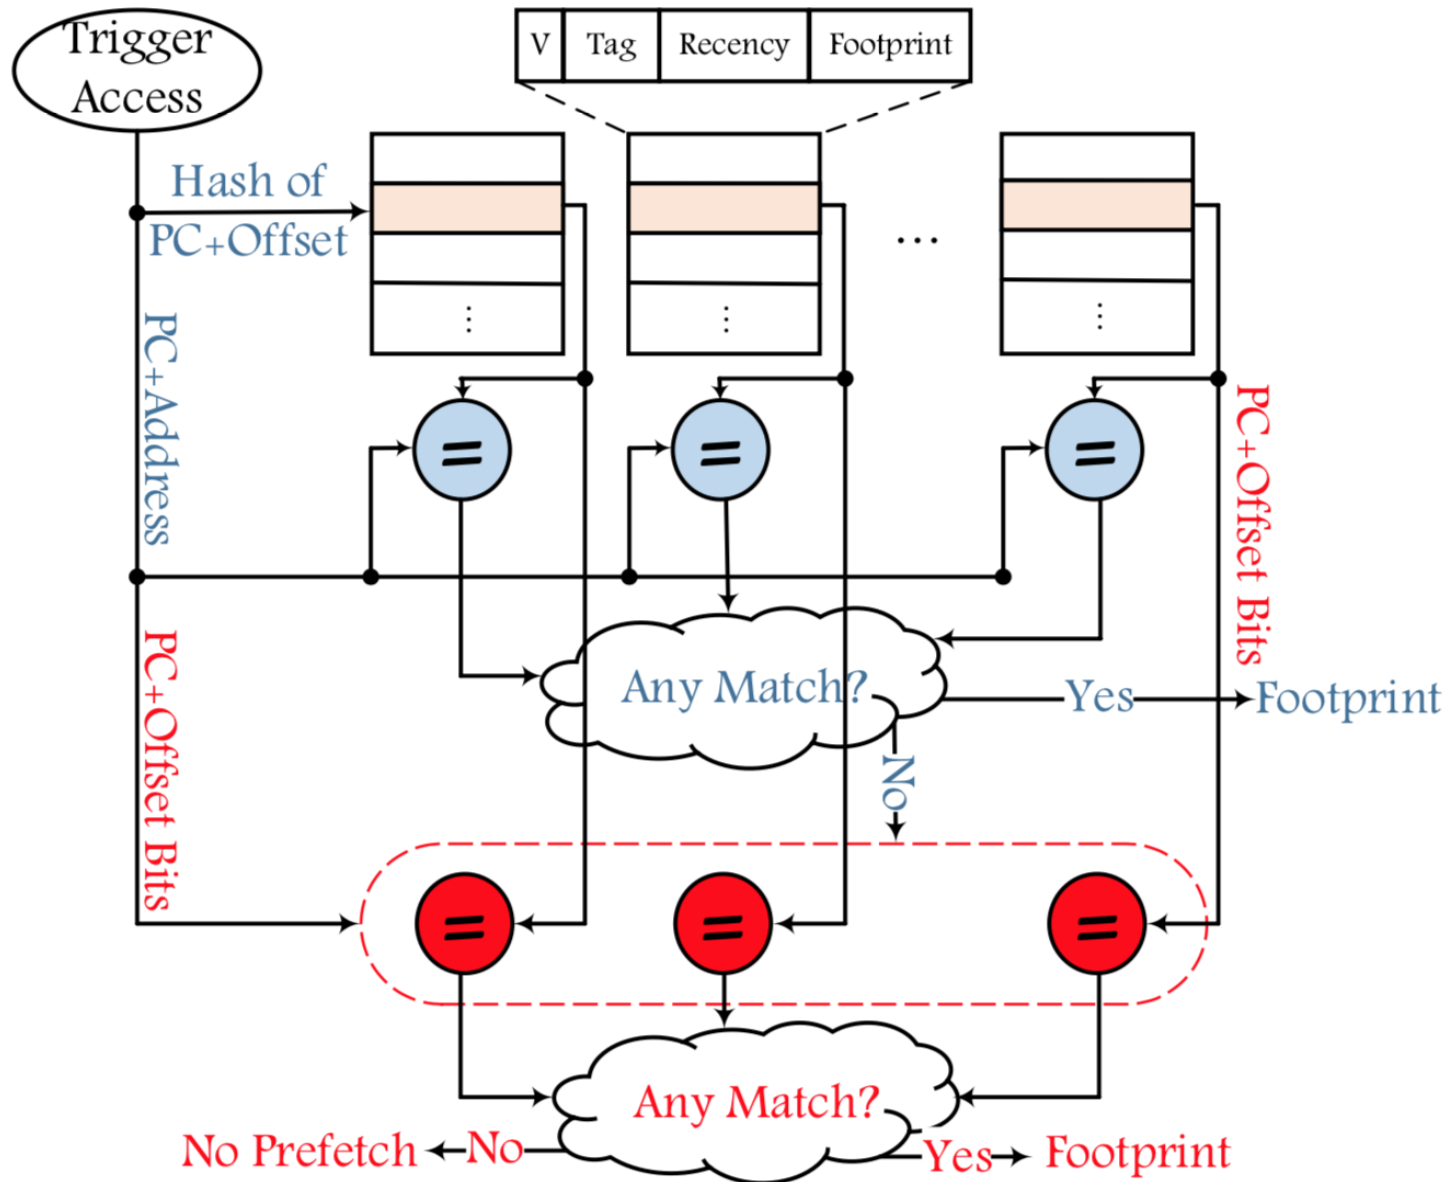 Trigger
Access
V Tag Recency Footprint
Hash of
PC+Offset
...
⋮ ⋮ ⋮
PC+Address
= = =
PC+Offset Bits
PC+Offset Bits
Any Match?
Yes
Footprint
No
= = =
Any Match?
No Prefetch
No
Yes
Footprint